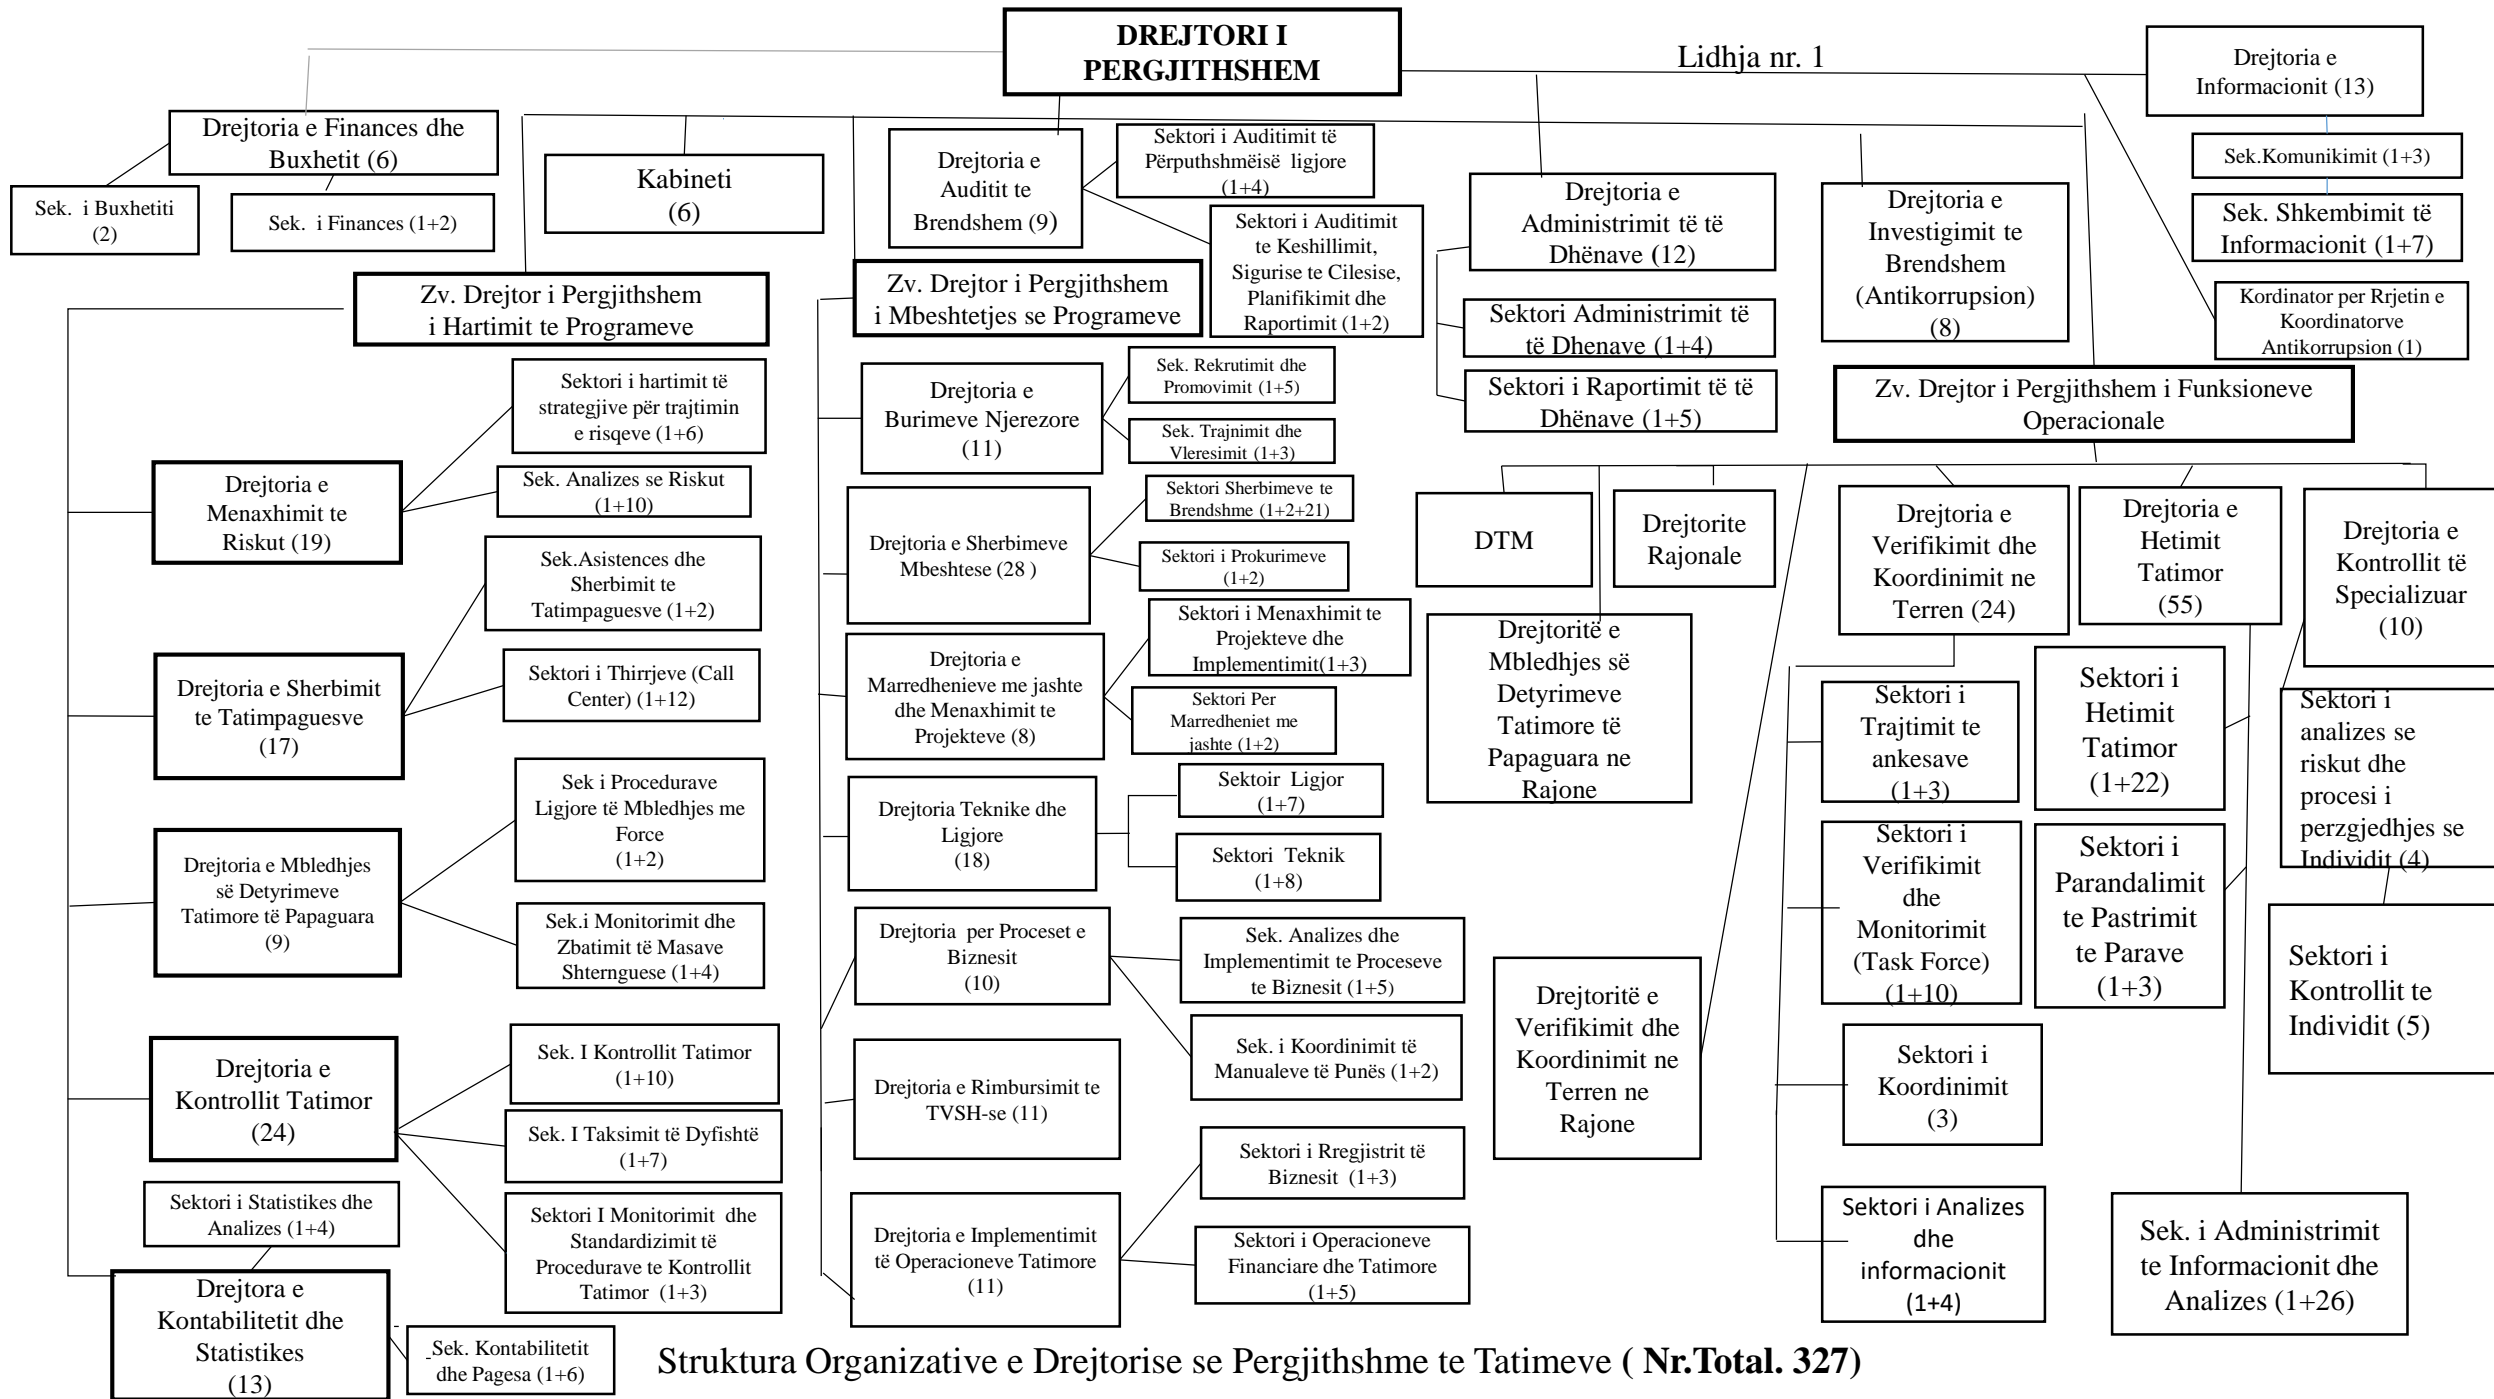 DREJTORI I
PERGJITHSHEM
Lidhja nr. 1
Drejtoria e
Informacionit (13)
Drejtoria e Finances dhe
Buxhetit (6)
Sek. i Buxhetiti
(2)
Sek. i Finances (1+2)
Kabineti
(6)
Drejtoria e
Auditit te
Brendshem (9)
Sektori i Auditimit të
Përputhshmëisë ligjore
(1+4)
Sektori i Auditimit
te Keshillimit,
Sigurise te Cilesise,
Planifikimit dhe
Raportimit (1+2)
Drejtoria e
Administrimit të të
Dhënave (12)
Sektori Administrimit të
të Dhenave (1+4)
Sektori i Raportimit të të
Dhënave (1+5)
Drejtoria e
Investigimit te
Brendshem
(Antikorrupsion)
(8)
Sek.Komunikimit (1+3)
Sek. Shkembimit të
Informacionit (1+7)
Kordinator per Rrjetin e
Koordinatorve
Antikorrupsion (1)
Zv. Drejtor i Pergjithshem
i Hartimit te Programeve
Sektori i hartimit të
strategjive për trajtimin
e risqeve (1+6)
Drejtoria e
Menaxhimit te
Riskut (19)
Sek. Analizes se Riskut
(1+10)
Sek.Asistences dhe
Sherbimit te
Tatimpaguesve (1+2)
Drejtoria e Sherbimit
te Tatimpaguesve
(17)
Sektori i Thirrjeve (Call
Center) (1+12)
Sek i Procedurave
Ligjore të Mbledhjes me
Force
(1+2)
Drejtoria e Mbledhjes
së Detyrimeve
Tatimore të Papaguara
(9)
Sek.i Monitorimit dhe
Zbatimit të Masave
Shternguese (1+4)
Drejtoria e
Kontrollit Tatimor
(24)
Sek. I Kontrollit Tatimor
(1+10)
Sek. I Taksimit të Dyfishtë
(1+7)
Sektori I Monitorimit dhe
Standardizimit të
Procedurave te Kontrollit
Tatimor (1+3)
Sektori i Statistikes dhe
Analizes (1+4)
Drejtora e
Kontabilitetit dhe
Statistikes
(13)
-
-Sek. Kontabilitetit
dhe Pagesa (1+6)
Zv. Drejtor i Pergjithshem
i Mbeshtetjes se Programeve
Drejtoria e
Burimeve Njerezore
(11)
Sek. Rekrutimit dhe
Promovimit (1+5)
Sek. Trajnimit dhe
Vleresimit (1+3)
Drejtoria e Sherbimeve
Mbeshtese (28 )
Sektori Sherbimeve te
Brendshme (1+2+21)
Sektori i Prokurimeve
(1+2)
Drejtoria e
Marredhenieve me jashte
dhe Menaxhimit te
Projekteve (8)
Sektori i Menaxhimit te
Projekteve dhe
Implementimit(1+3)
Sektori Per
Marredheniet me
jashte (1+2)
Drejtoria Teknike dhe
Ligjore
(18)
Sektoir Ligjor
(1+7)
Sektori Teknik
(1+8)
Drejtoria per Proceset e
Biznesit
(10)
Sek. Analizes dhe
Implementimit te Proceseve
te Biznesit (1+5)
Sek. i Koordinimit të
Manualeve të Punës (1+2)
Drejtoria e Rimbursimit te
TVSH-se (11)
Drejtoria e Implementimit
të Operacioneve Tatimore
(11)
Sektori i Rregjistrit të
Biznesit (1+3)
Sektori i Operacioneve
Financiare dhe Tatimore
(1+5)
Zv. Drejtor i Pergjithshem i Funksioneve
Operacionale
DTM
Drejtorite
Rajonale
Drejtoritë e
Mbledhjes së
Detyrimeve
Tatimore të
Papaguara ne
Rajone
Drejtoritë e
Verifikimit dhe
Koordinimit ne
Terren ne
Rajone
Drejtoria e
Verifikimit dhe
Koordinimit ne
Terren (24)
Sektori i
Trajtimit te
ankesave
(1+3)
Sektori i
Verifikimit
dhe
Monitorimit
(Task Force)
(1+10)
Sektori i
Koordinimit
(3)
Sektori i Analizes
dhe
informacionit
(1+4)
Drejtoria e
Hetimit
Tatimor
(55)
Sektori i
Hetimit
Tatimor
(1+22)
Sektori i
Parandalimit
te Pastrimit
te Parave
(1+3)
Sek. i Administrimit
te Informacionit dhe
Analizes (1+26)
Drejtoria e
Kontrollit të
Specializuar
(10)
Sektori i
analizes se
riskut dhe
procesi i
perzgjedhjes se
Individit (4)
Sektori i
Kontrollit te
Individit (5)
Struktura Organizative e Drejtorise se Pergjithshme te Tatimeve ( Nr.Total. 327)